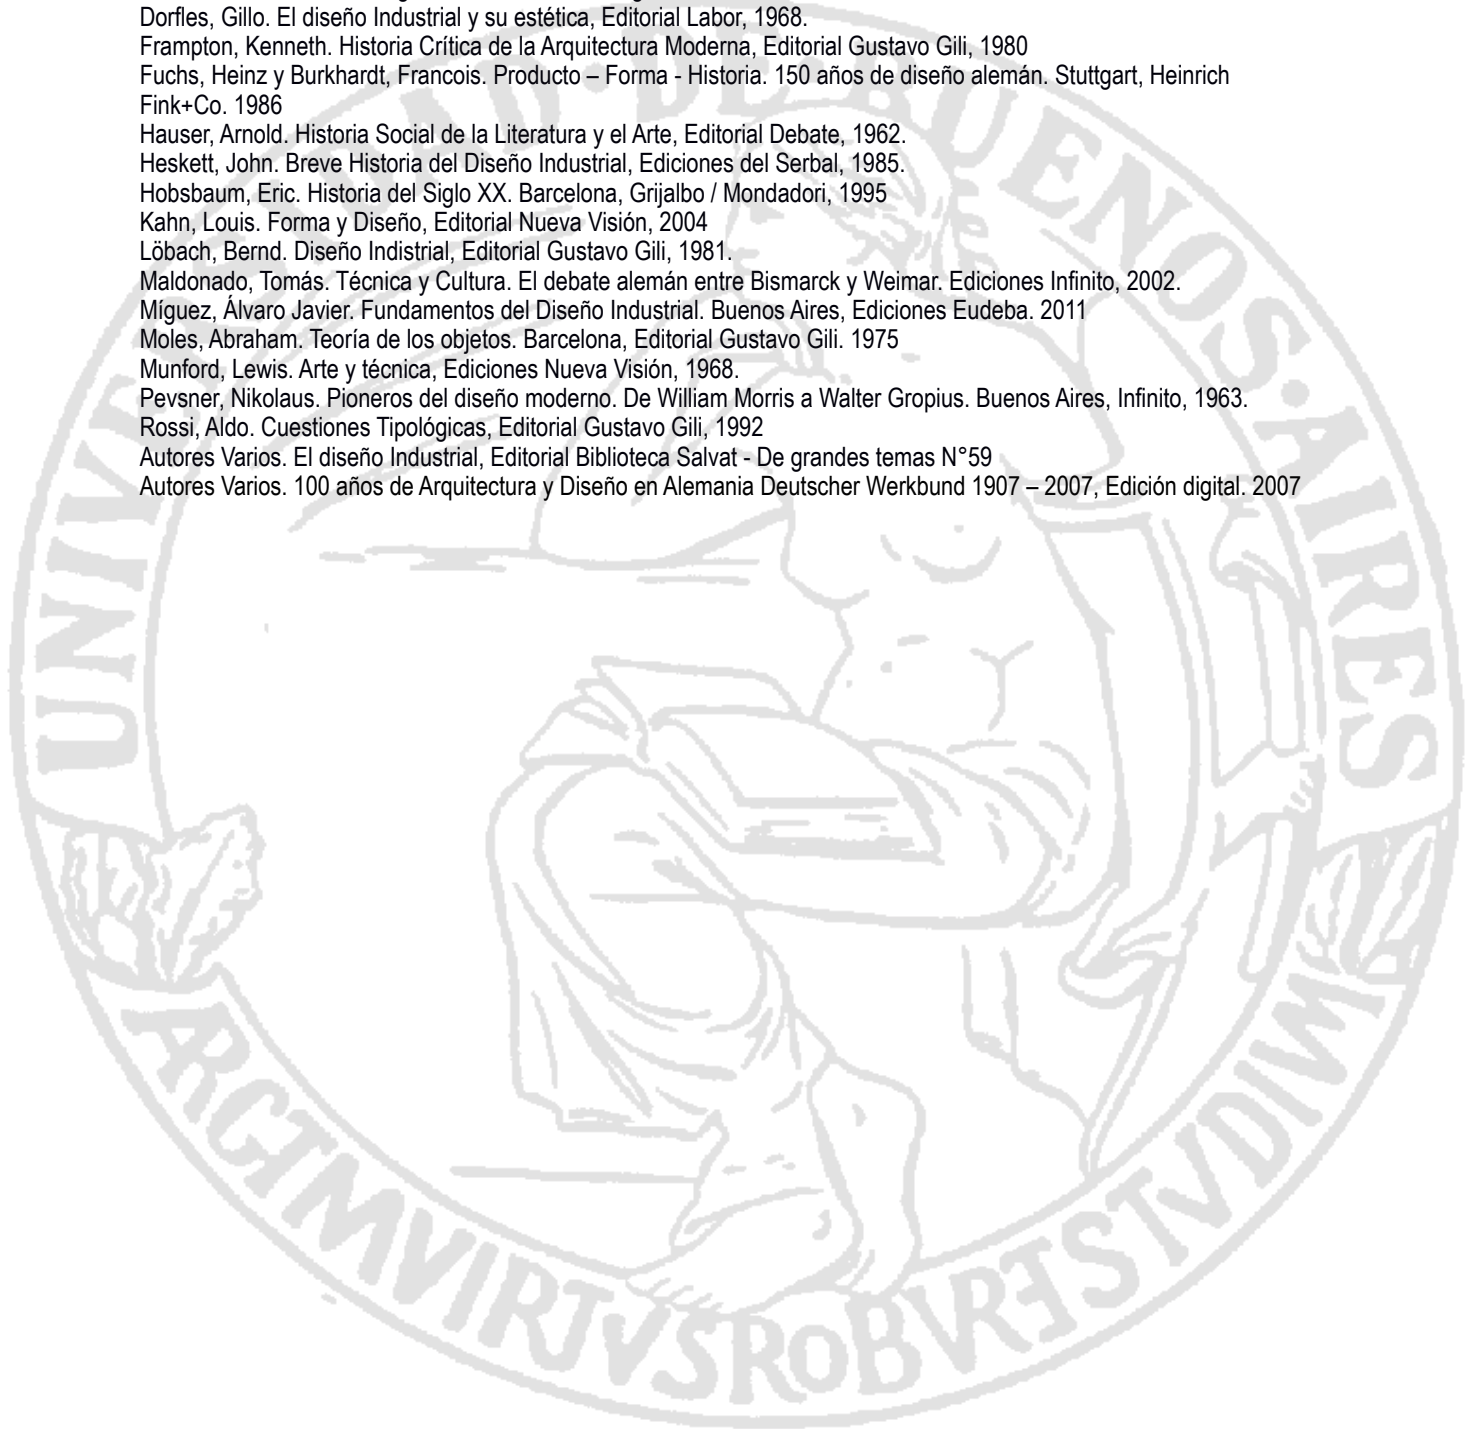 Dorfles, Gillo. El diseño Industrial y su estética, Editorial Labor, 1968.
Frampton, Kenneth. Historia Crítica de la Arquitectura Moderna, Editorial Gustavo Gili, 1980
Fuchs, Heinz y Burkhardt, Francois. Producto – Forma - Historia. 150 años de diseño alemán. Stuttgart, Heinrich
Fink+Co. 1986
Hauser, Arnold. Historia Social de la Literatura y el Arte, Editorial Debate, 1962.
Heskett, John. Breve Historia del Diseño Industrial, Ediciones del Serbal, 1985.
Hobsbaum, Eric. Historia del Siglo XX. Barcelona, Grijalbo / Mondadori, 1995
Kahn, Louis. Forma y Diseño, Editorial Nueva Visión, 2004
Löbach, Bernd. Diseño Indistrial, Editorial Gustavo Gili, 1981.
Maldonado, Tomás. Técnica y Cultura. El debate alemán entre Bismarck y Weimar. Ediciones Infinito, 2002.
Míguez, Álvaro Javier. Fundamentos del Diseño Industrial. Buenos Aires, Ediciones Eudeba. 2011
Moles, Abraham. Teoría de los objetos. Barcelona, Editorial Gustavo Gili. 1975
Munford, Lewis. Arte y técnica, Ediciones Nueva Visión, 1968.
Pevsner, Nikolaus. Pioneros del diseño moderno. De William Morris a Walter Gropius. Buenos Aires, Infinito, 1963.
Rossi, Aldo. Cuestiones Tipológicas, Editorial Gustavo Gili, 1992
Autores Varios. El diseño Industrial, Editorial Biblioteca Salvat - De grandes temas N°59
Autores Varios. 100 años de Arquitectura y Diseño en Alemania Deutscher Werkbund 1907 – 2007, Edición digital. 2007
UNIVERSITAD·DE·BUENOS·AIRES
ARGTMVIRTVSROBVRESTVDIVM